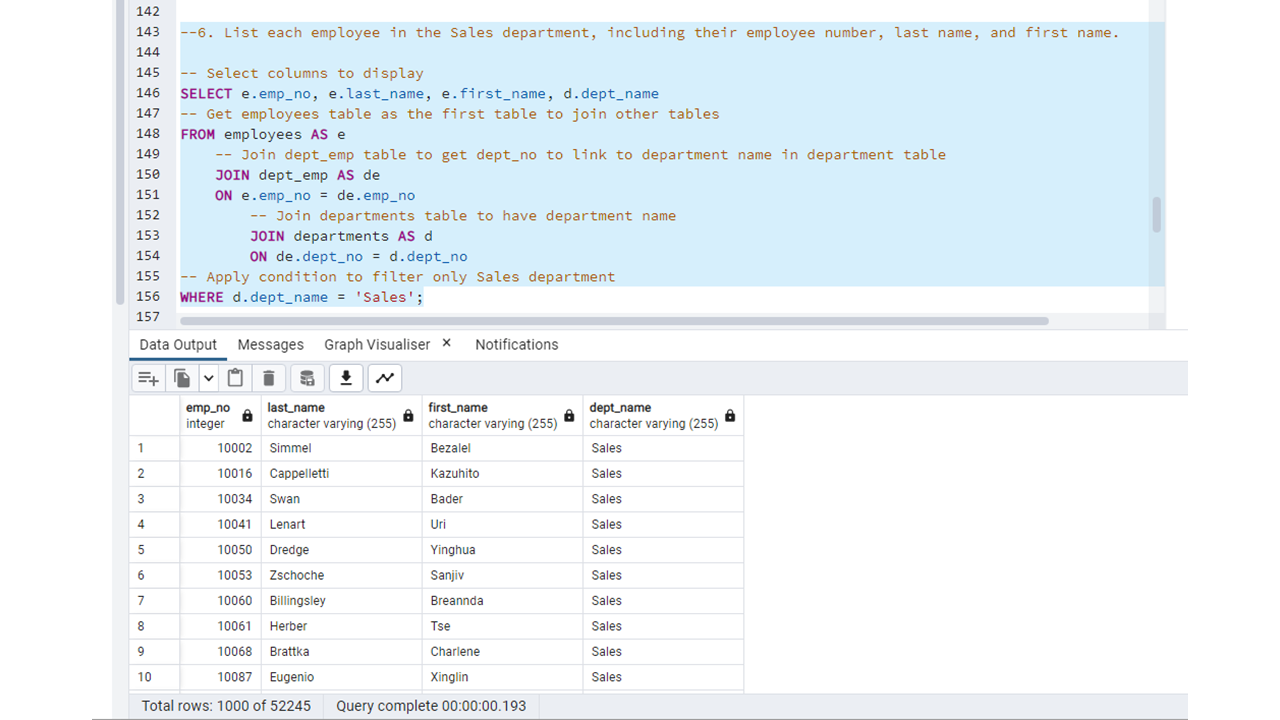 142
143 --6. List each employee in the Sales department, including their employee number, last name, and first name.
144
145 -- Select columns to display
146 SELECT e.emp_no, e.last_name, e.first_name, d.dept_name
147 -- Get employees table as the first table to join other tables
148 FROM employees AS e
149     -- Join dept_emp table to get dept_no to link to department name in department table
150     JOIN dept_emp AS de
151     ON e.emp_no = de.emp_no
152         -- Join departments table to have department name
153         JOIN departments AS d
154         ON de.dept_no = d.dept_no
155 -- Apply condition to filter only Sales department
156 WHERE d.dept_name = 'Sales';
157
Data Output Messages Graph Visualiser × Notifications
emp_no last_name first_name dept_name
integer character varying (255) character varying (255) character varying (255)
1 10002 Simmel Bezalel Sales
2 10016 Cappelletti Kazuhito Sales
3 10034 Swan Bader Sales
4 10041 Lenart Uri Sales
5 10050 Dredge Yinghua Sales
6 10053 Zschoche Sanjiv Sales
7 10060 Billingsley Breannda Sales
8 10061 Herber Tse Sales
9 10068 Brattka Charlene Sales
10 10087 Eugenio Xinglin Sales
Total rows: 1000 of 52245 Query complete 00:00:00.193